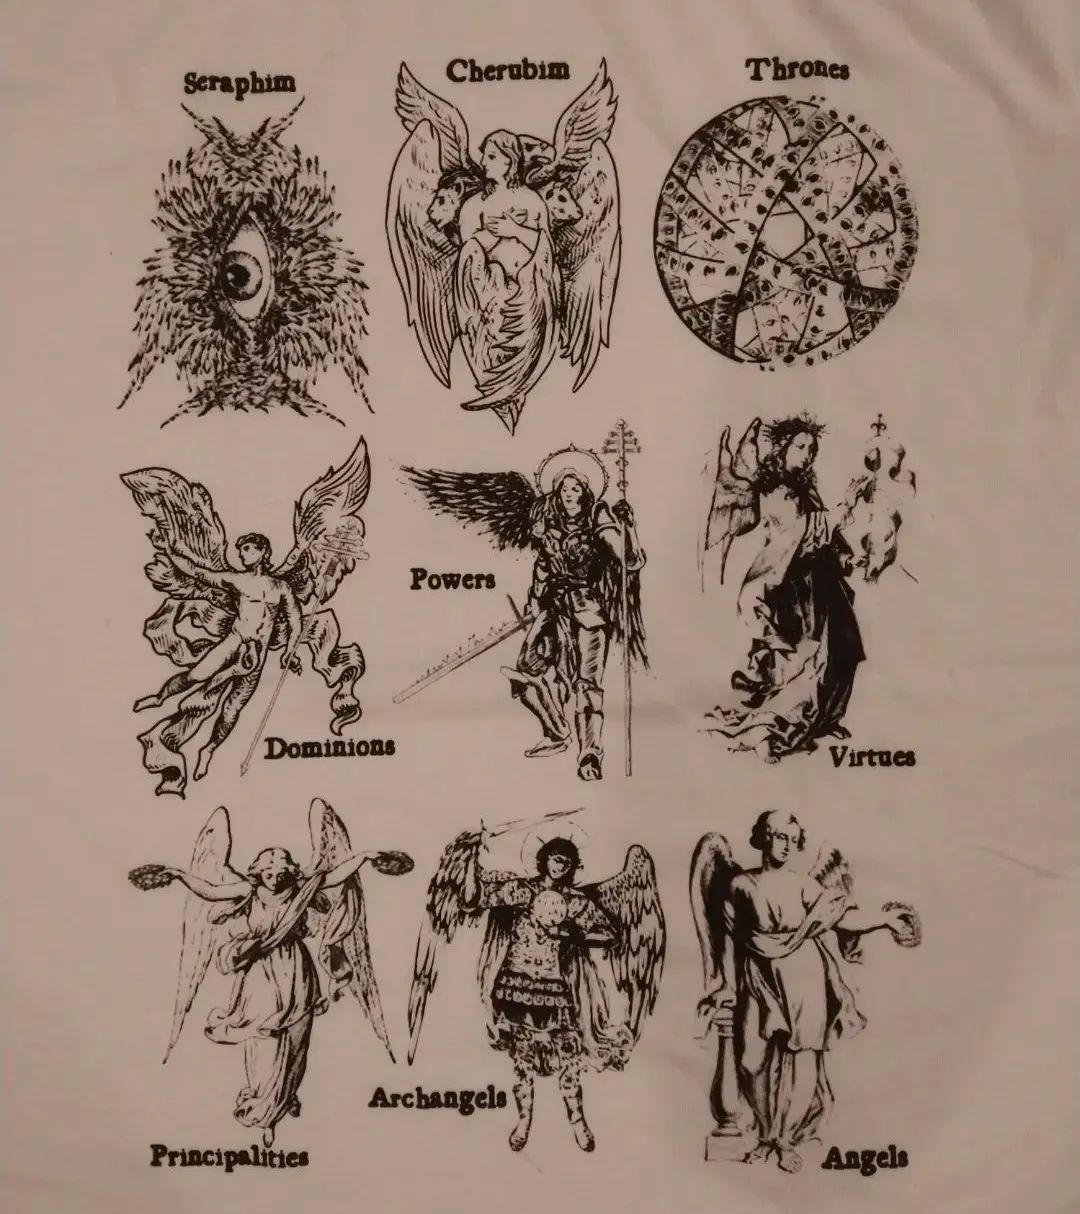 Seraphim
Cherubim
Thrones
Dominions
Powers
Virtues
Principalities
Archangels
Angels